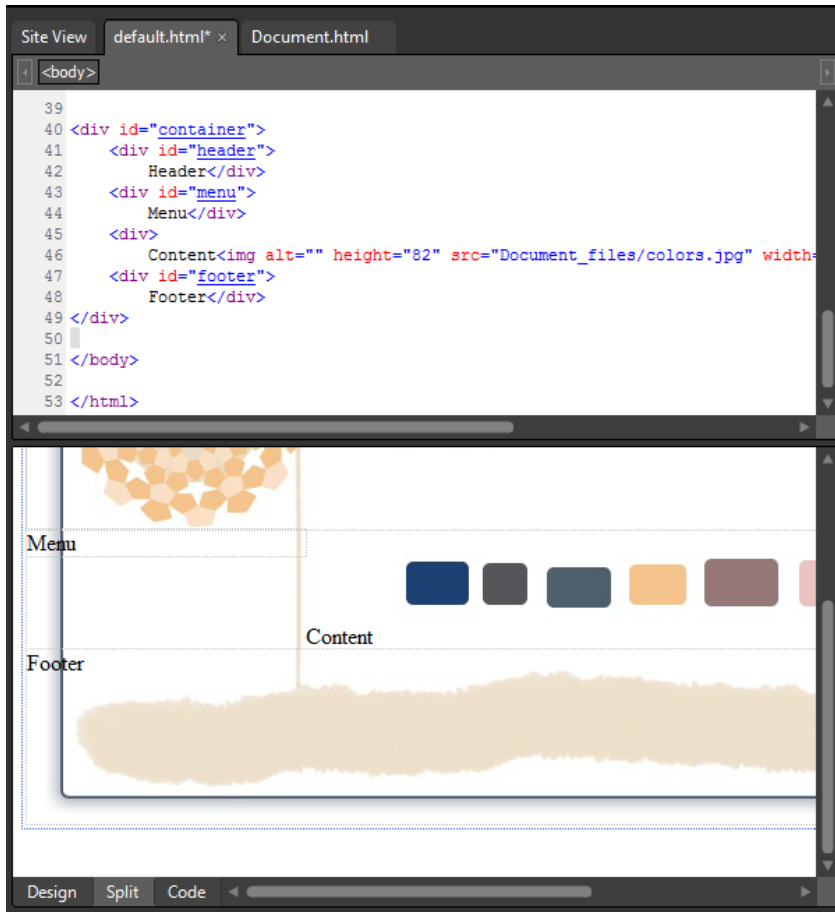 Site View default.html* × Document.html
<body>
39
40 <div id="container">
41     <div id="header">
42         Header</div>
43     <div id="menu">
44         Menu</div>
45     <div>
46         Content<img alt="" height="82" src="Document_files/colors.jpg" width=
47     <div id="footer">
48         Footer</div>
49 </div>
50
51 </body>
52
53 </html>
Menu
Content
Footer
Design Split Code